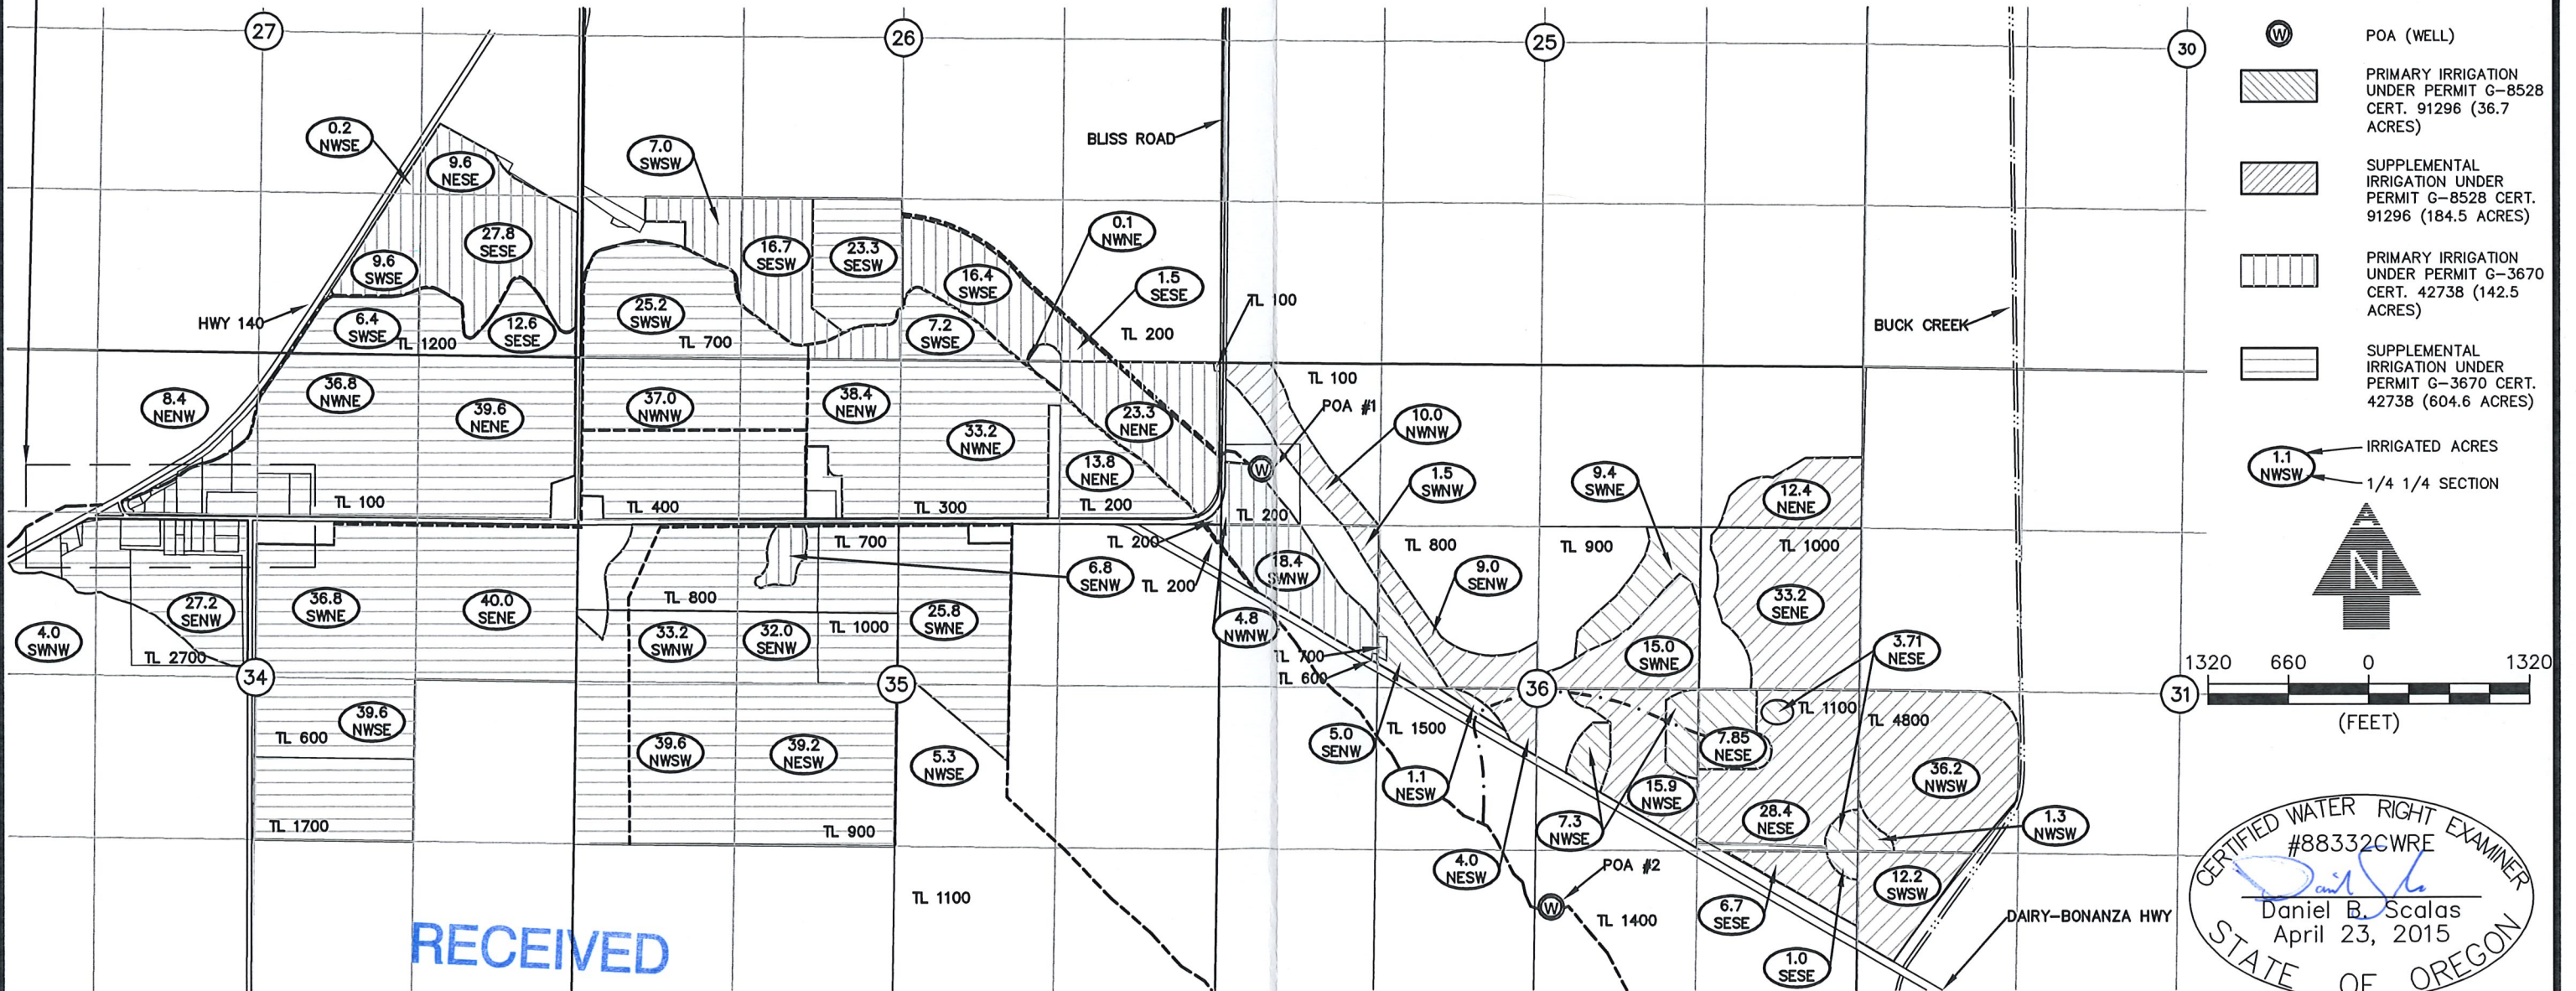 27
26
25
30
0.2
NWSE
9.6
NESE
7.0
SWSW
BLISS ROAD
27.8
SESE
9.6
SWSE
16.7
SESW
23.3
SESW
0.1
NWNE
16.4
SWSE
1.5
SESE
TL 100
TL 200
HWY 140
6.4
SWSE
TL 1200
12.6
SESE
25.2
SWSW
TL 700
7.2
SWSE
BUCK CREEK
8.4
NENW
36.8
NWNE
39.6
NENE
37.0
NWNW
38.4
NENW
33.2
NWNE
23.3
NENE
13.8
NENE
TL 100
TL 400
TL 300
TL 200
TL 100
POA #1
W
10.0
NWNW
1.5
SWNW
9.4
SWNE
12.4
NENE
TL 200
TL 700
TL 200
TL 200
TL 800
TL 900
TL 1000
6.8
SENW
18.4
SWNW
9.0
SENW
33.2
SENE
4.0
SWNW
27.2
SENW
TL 2700
36.8
SWNE
40.0
SENE
TL 800
33.2
SWNW
32.0
SENW
TL 1000
25.8
SWNE
4.8
NWNW
TL 700
TL 600
15.0
SWNE
3.71
NESE
34
35
36
31
39.6
NWSE
TL 600
TL 1700
39.6
NWSW
39.2
NESW
TL 900
5.3
NWSE
TL 1100
5.0
SENW
TL 1500
1.1
NESW
7.85
NESE
TL 1100
TL 4800
7.3
NWSE
15.9
NWSE
28.4
NESE
36.2
NWSW
1.3
NWSW
4.0
NESW
POA #2
W
TL 1400
6.7
SESE
12.2
SWSW
1.0
SESE
DAIRY-BONANZA HWY
RECEIVED
W
POA (WELL)
PRIMARY IRRIGATION
UNDER PERMIT G-8528
CERT. 91296 (36.7
ACRES)
SUPPLEMENTAL
IRRIGATION UNDER
PERMIT G-8528 CERT.
91296 (184.5 ACRES)
PRIMARY IRRIGATION
UNDER PERMIT G-3670
CERT. 42738 (142.5
ACRES)
SUPPLEMENTAL
IRRIGATION UNDER
PERMIT G-3670 CERT.
42738 (604.6 ACRES)
1.1
NWSW
IRRIGATED ACRES
1/4 1/4 SECTION
N
1320 660 0 1320
(FEET)
CERTIFIED WATER RIGHT EXAMINER
#88332CWRE
Daniel B. Scalas
April 23, 2015
STATE OF OREGON